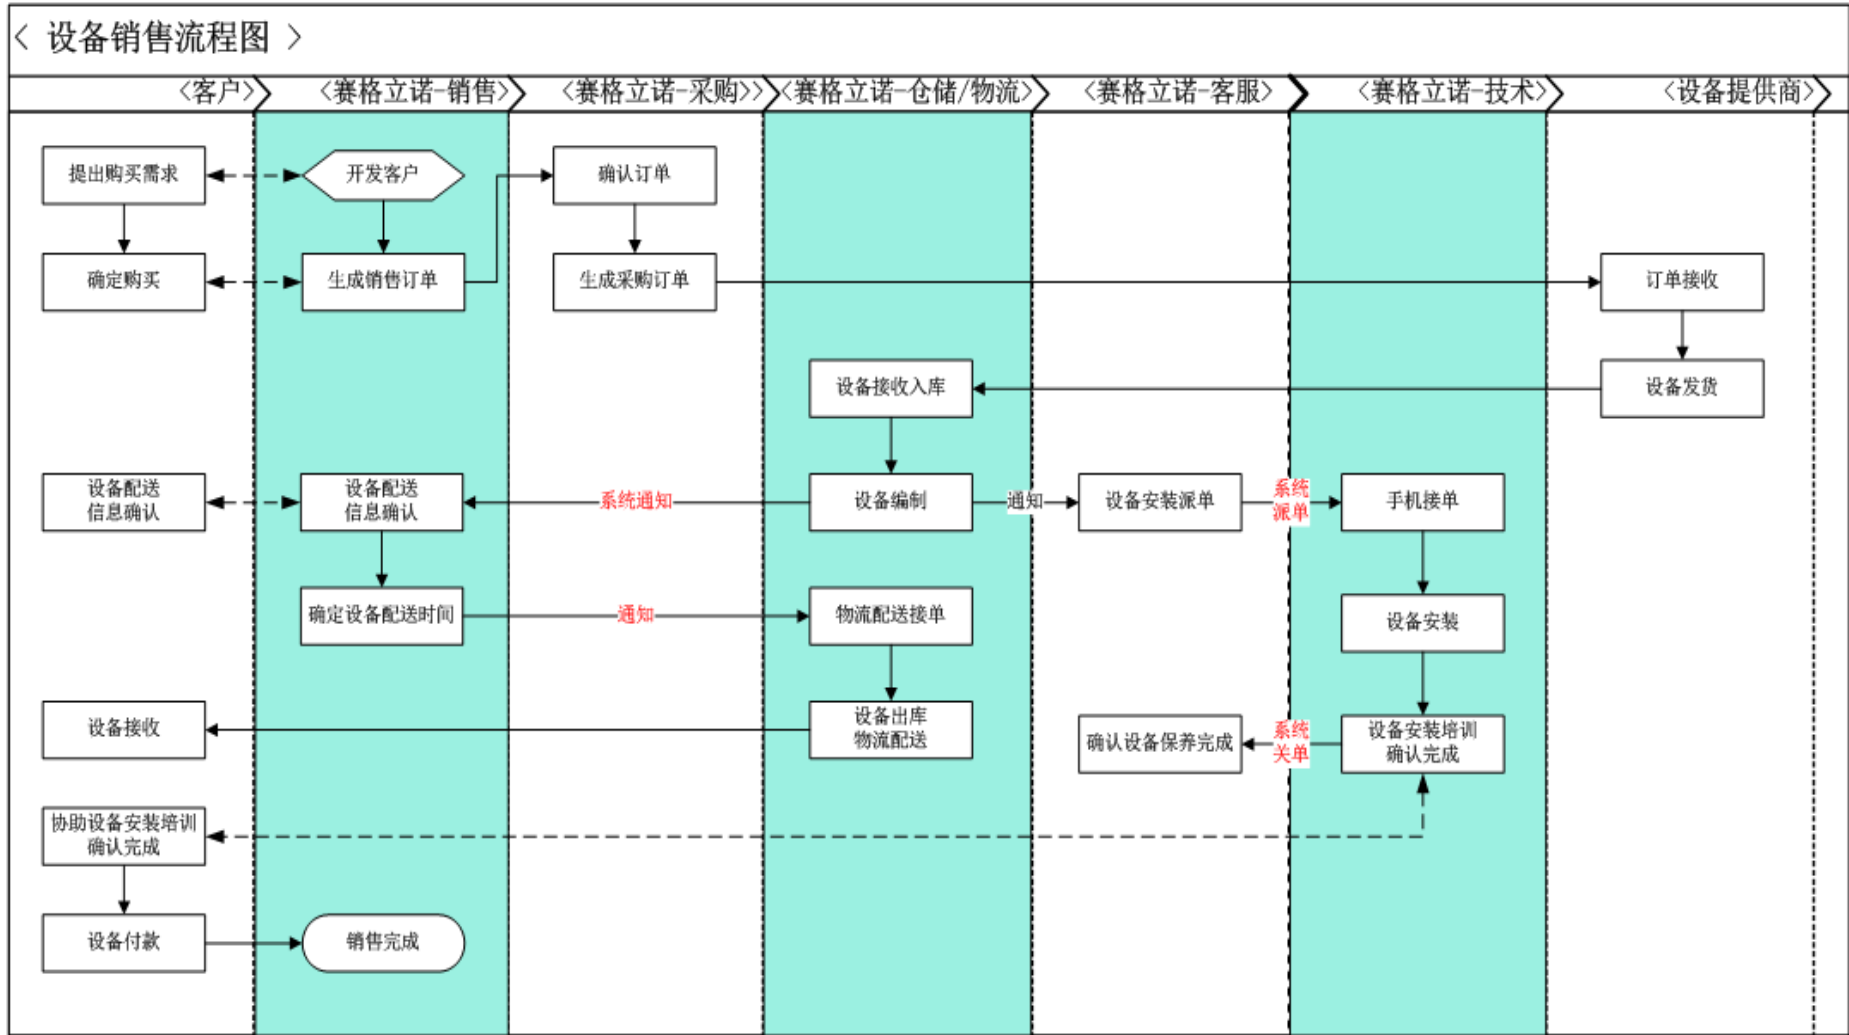 < 设备销售流程图 >
<客户>
<赛格立诺-销售>
<赛格立诺-采购>
<赛格立诺-仓储/物流>
<赛格立诺-客服>
<赛格立诺-技术>
<设备提供商>
提出购买需求
开发客户
确认订单
确定购买
生成销售订单
生成采购订单
订单接收
设备接收入库
设备发货
设备配送
信息确认
设备配送
信息确认
系统通知
设备编制
通知
设备安装派单
系统
派单
手机接单
确定设备配送时间
通知
物流配送接单
设备安装
设备接收
设备出库
物流配送
确认设备保养完成
系统
关单
设备安装培训
确认完成
协助设备安装培训
确认完成
设备付款
销售完成